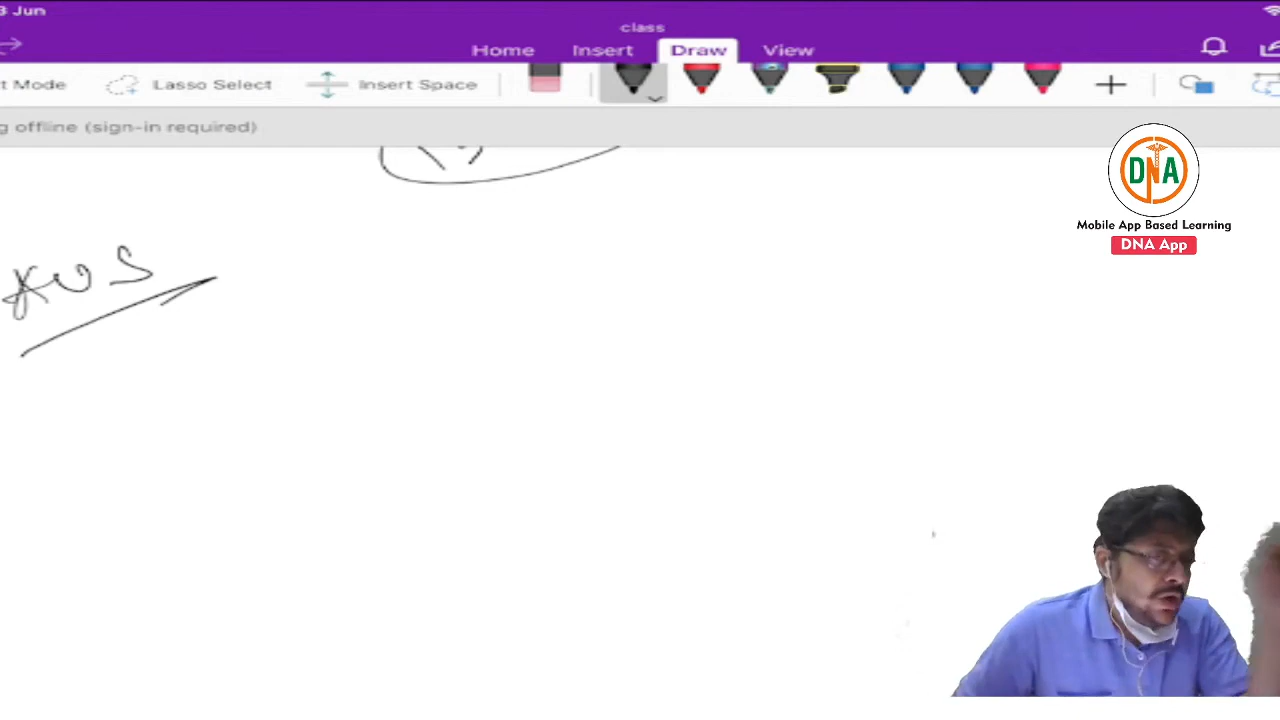 3 Jun
class
Home Insert Draw View
t Mode Lasso Select Insert Space
g offline (sign-in required)
DNA
Mobile App Based Learning
DNA App